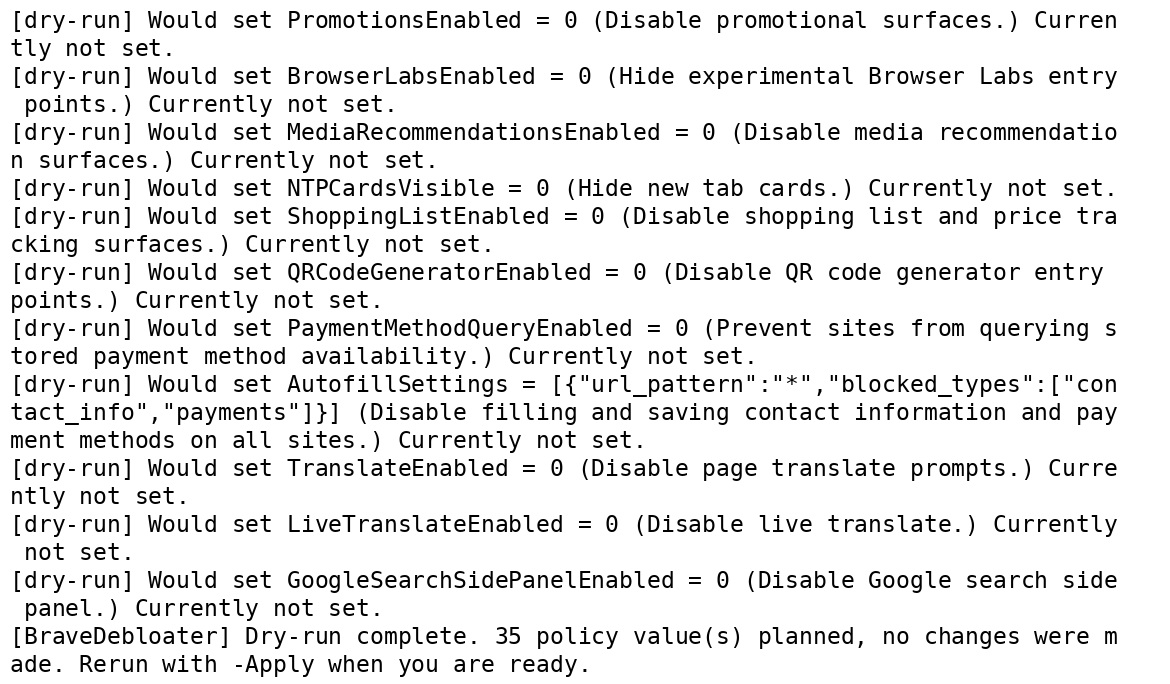 [dry-run] Would set PromotionsEnabled = 0 (Disable promotional surfaces.) Curren
tly not set.
[dry-run] Would set BrowserLabsEnabled = 0 (Hide experimental Browser Labs entry
 points.) Currently not set.
[dry-run] Would set MediaRecommendationsEnabled = 0 (Disable media recommendatio
n surfaces.) Currently not set.
[dry-run] Would set NTPCardsVisible = 0 (Hide new tab cards.) Currently not set.
[dry-run] Would set ShoppingListEnabled = 0 (Disable shopping list and price tra
cking surfaces.) Currently not set.
[dry-run] Would set QRCodeGeneratorEnabled = 0 (Disable QR code generator entry
points.) Currently not set.
[dry-run] Would set PaymentMethodQueryEnabled = 0 (Prevent sites from querying s
tored payment method availability.) Currently not set.
[dry-run] Would set AutofillSettings = [{"url_pattern":"*","blocked_types":["con
tact_info","payments"]}] (Disable filling and saving contact information and pay
ment methods on all sites.) Currently not set.
[dry-run] Would set TranslateEnabled = 0 (Disable page translate prompts.) Curre
ntly not set.
[dry-run] Would set LiveTranslateEnabled = 0 (Disable live translate.) Currently
 not set.
[dry-run] Would set GoogleSearchSidePanelEnabled = 0 (Disable Google search side
 panel.) Currently not set.
[BraveDebloater] Dry-run complete. 35 policy value(s) planned, no changes were m
ade. Rerun with -Apply when you are ready.